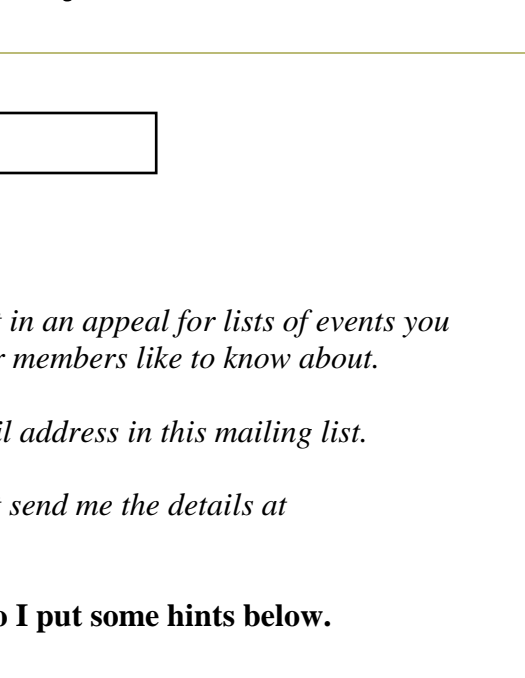 in an appeal for lists of events you
members like to know about.
address in this mailing list.
send me the details at
I put some hints below.